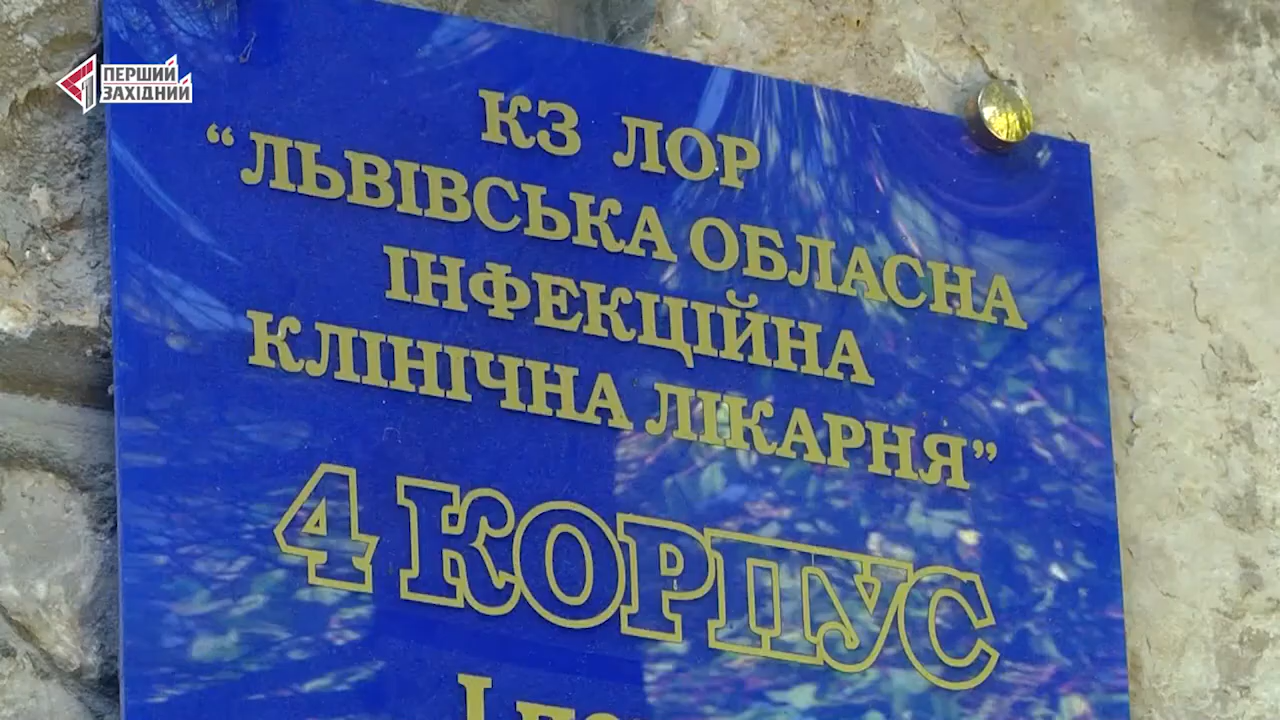 ПЕРШИЙ
ЗАХІДНИЙ
КЗ ЛОР
“ЛЬВІВСЬКА ОБЛАСНА
ІНФЕКЦІЙНА
КЛІНІЧНА ЛІКАРНЯ”
4 КОРПУС